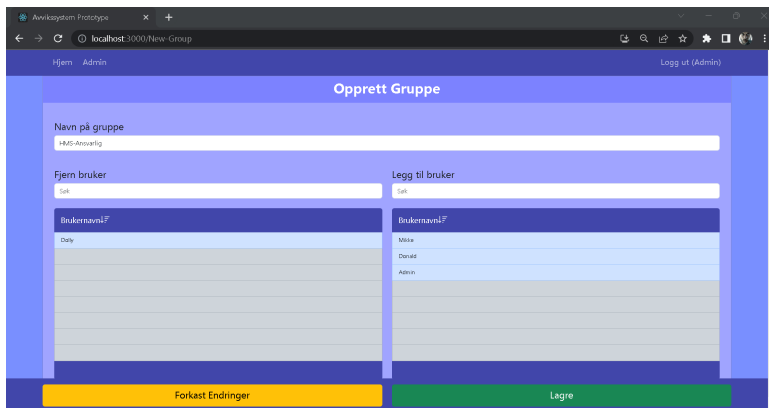 Avvikssystem Prototype
localhost:3000/New-Group
Hjem Admin Logg ut (Admin)
Opprett Gruppe
Navn på gruppe
HMS-Ansvarlig
Fjern bruker
Søk
Brukernavn
Dolly
Legg til bruker
Søk
Brukernavn
Mikke
Donald
Admin
Forkast Endringer
Lagre